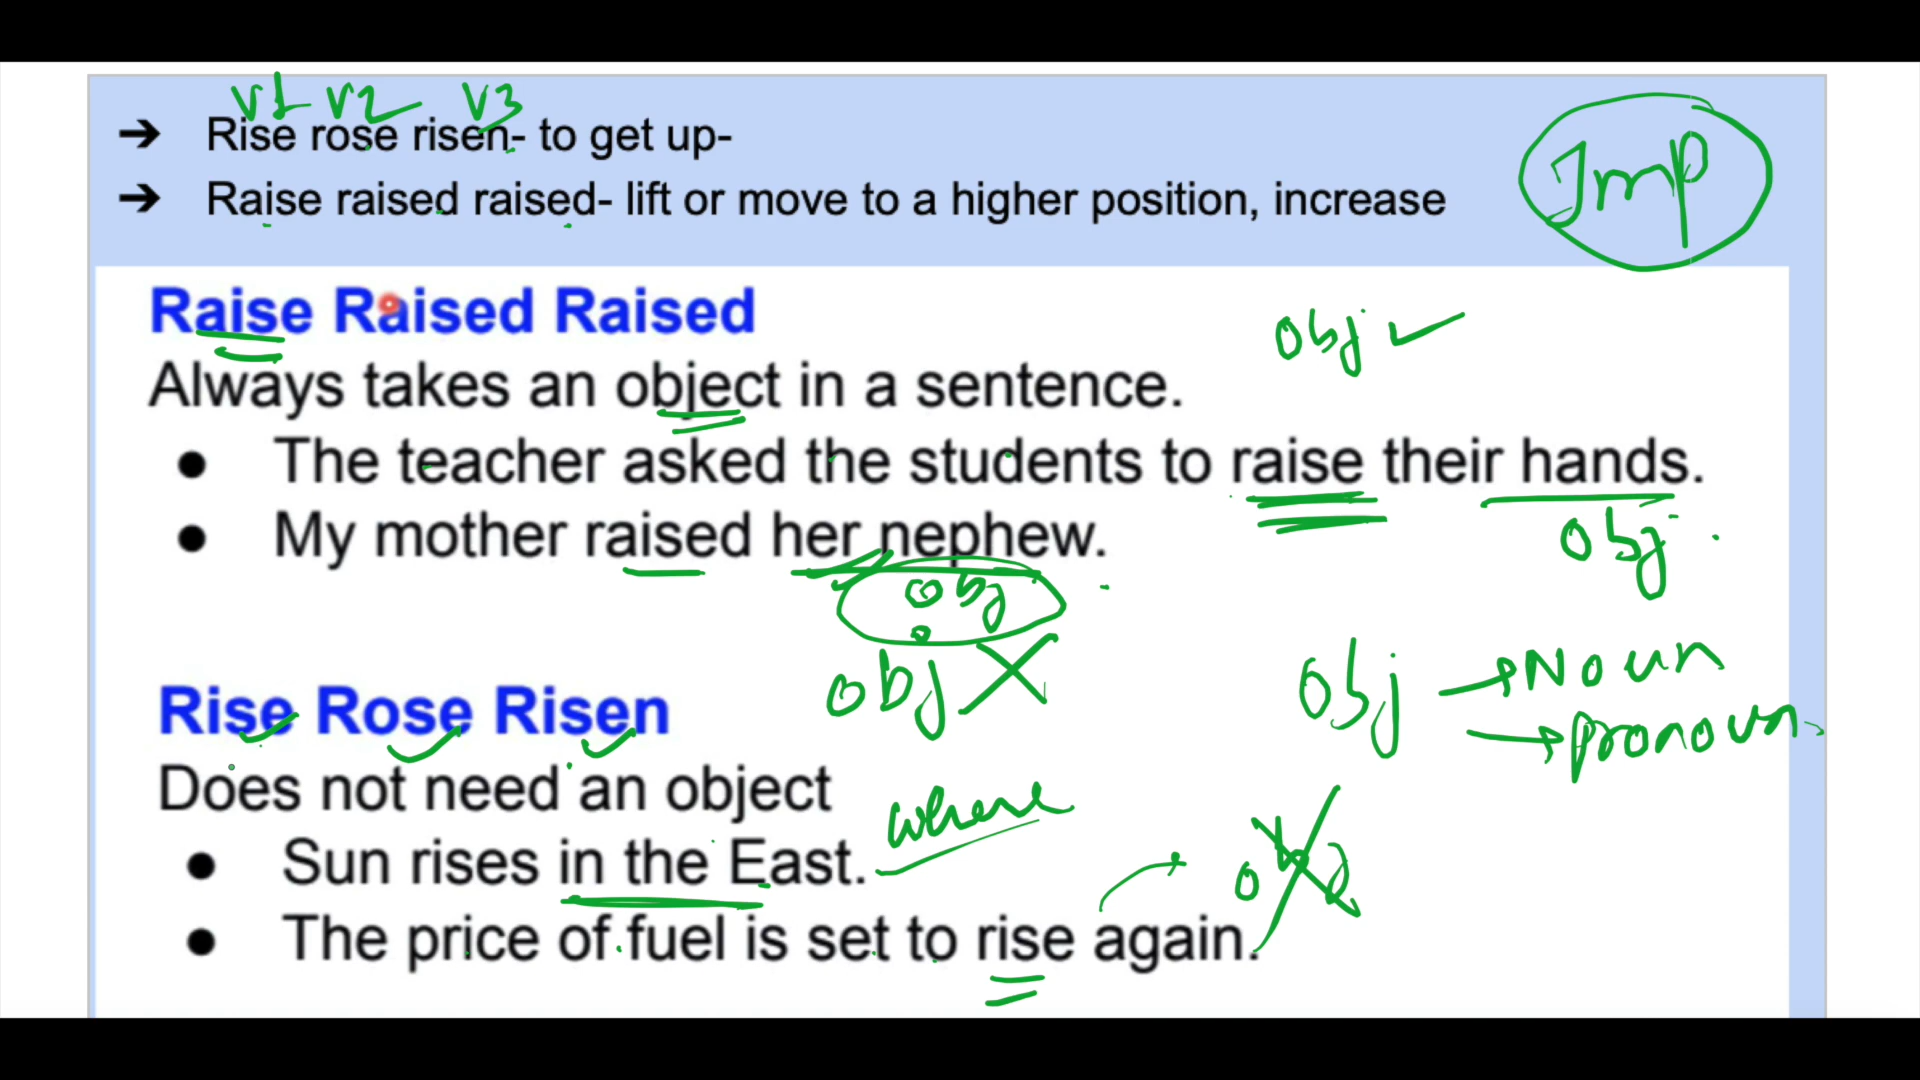 V1 V2 V3
➔ Rise rose risen- to get up-
➔ Raise raised raised- lift or move to a higher position, increase
Imp
Raise Raised Raised
obj ✓
Always takes an object in a sentence.
● The teacher asked the students to raise their hands.
obj
● My mother raised her nephew.
obj
obj X
obj → Noun
→ pronoun
Rise Rose Risen
Does not need an object
where
● Sun rises in the East.
obj
● The price of fuel is set to rise again.